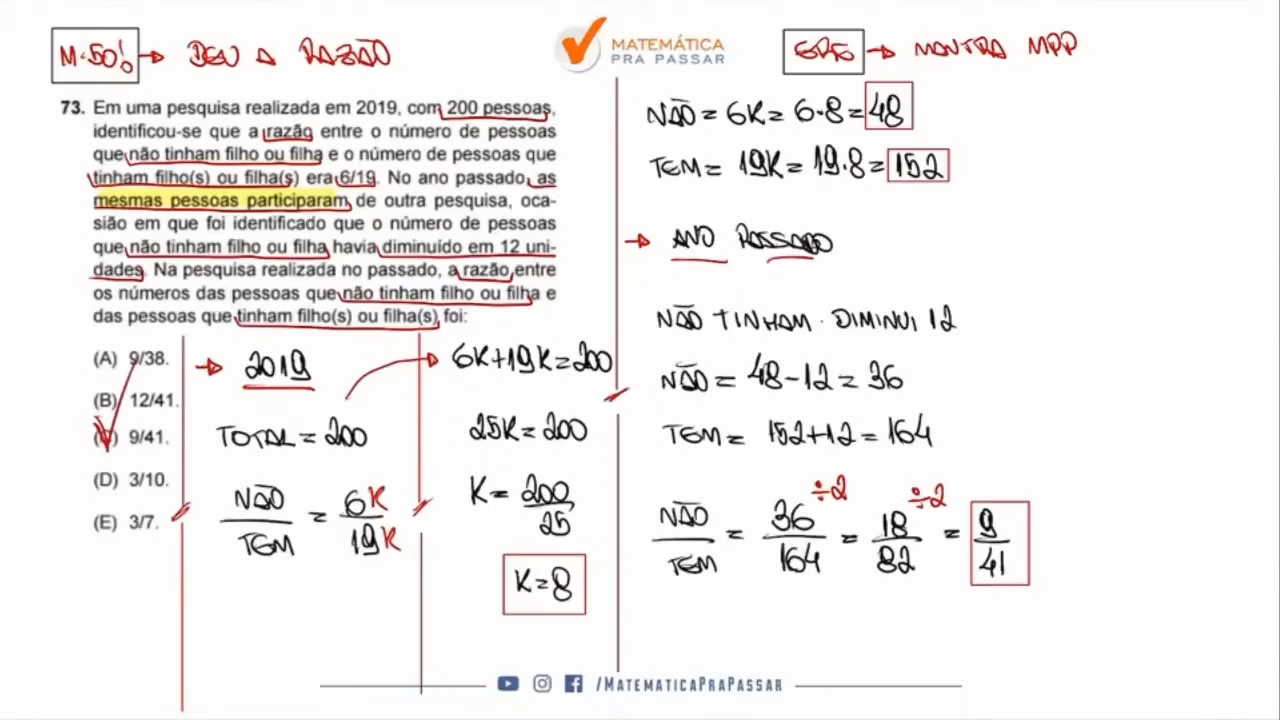 M.50! → DEU A RAZÃO
MATEMÁTICA
PRA PASSAR
→ MANTRA MPP
73. Em uma pesquisa realizada em 2019, com 200 pessoas,
identificou-se que a razão entre o número de pessoas
que não tinham filho ou filha e o número de pessoas que
tinham filho(s) ou filha(s) era 6/19. No ano passado, as
mesmas pessoas participaram de outra pesquisa, oca-
sião em que foi identificado que o número de pessoas
que não tinham filho ou filha havia diminuído em 12 uni-
dades. Na pesquisa realizada no passado, a razão entre
os números das pessoas que não tinham filho ou filha e
das pessoas que tinham filho(s) ou filha(s), foi:
(A) 9/38.
(B) 12/41.
(C) 9/41.
(D) 3/10.
(E) 3/7.
→ 2019
TOTAL = 200
NÃO/TEM = 6K/19K
6K+19K=200
25K=200
K=200/25
K=8
NÃO = 6K = 6·8 = 48
TEM = 19K = 19·8 = 152
→ ANO PASSADO
NÃO TINHAM · DIMINUI 12
NÃO = 48-12 = 36
TEM = 152+12 = 164
÷2 ÷2
NÃO/TEM = 36/164 = 18/82 = 9/41
/MATEMATICAPRAPASSAR